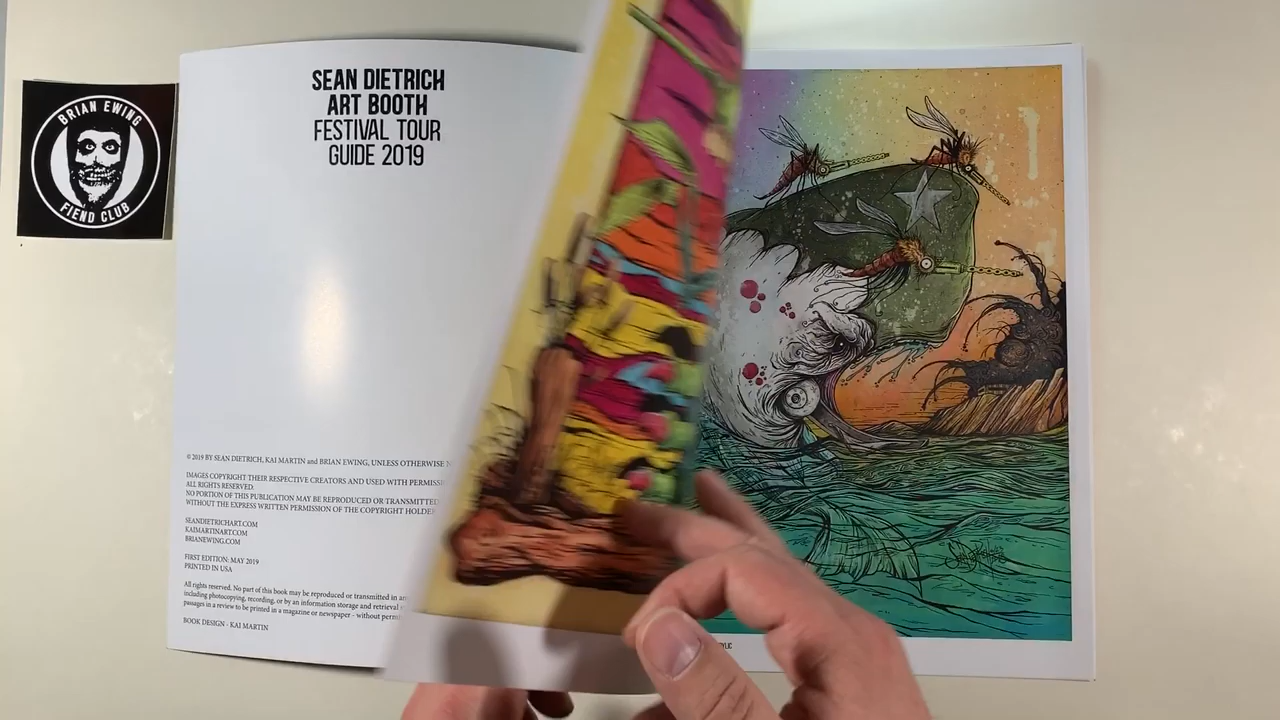 BRIAN EWING
FIEND CLUB
SEAN DIETRICH
ART BOOTH
FESTIVAL TOUR
GUIDE 2019
© 2019 BY SEAN DIETRICH, KAI MARTIN and BRIAN EWING, UNLESS OTHERWISE
IMAGES COPYRIGHT THEIR RESPECTIVE CREATORS AND USED WITH
ALL RIGHTS RESERVED.
NO PORTION OF THIS PUBLICATION MAY BE REPRODUCED OR TRANSMITTED
WITHOUT THE EXPRESS WRITTEN PERMISSION OF THE COPYRIGHT
SEANDIETRICHART.COM
KAIMARTINART.COM
BRIANEWING.COM
FIRST EDITION: MAY 2019
PRINTED IN USA
All rights reserved. No part of this book may be reproduced or transmitted in
including photocopying, recording, or by an information storage and retrieval
passages in a review to be printed in a magazine or newspaper - without
BOOK DESIGN - KAI MARTIN